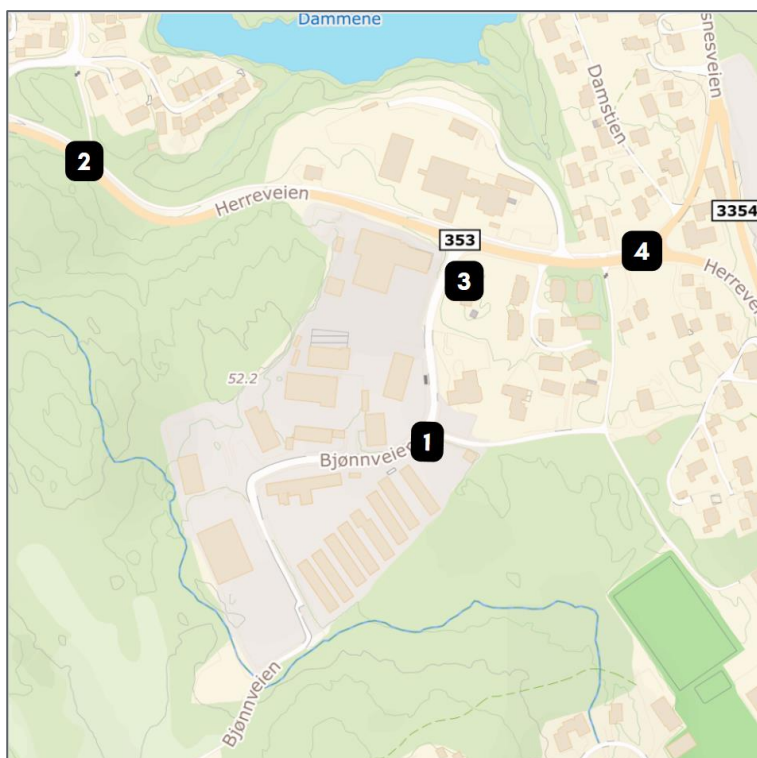 Dammene
snesveien
Damstien
2
Herreveien
3354
353
4
3
Herreve
52.2
1
Bjønnveie
Bjønnveien